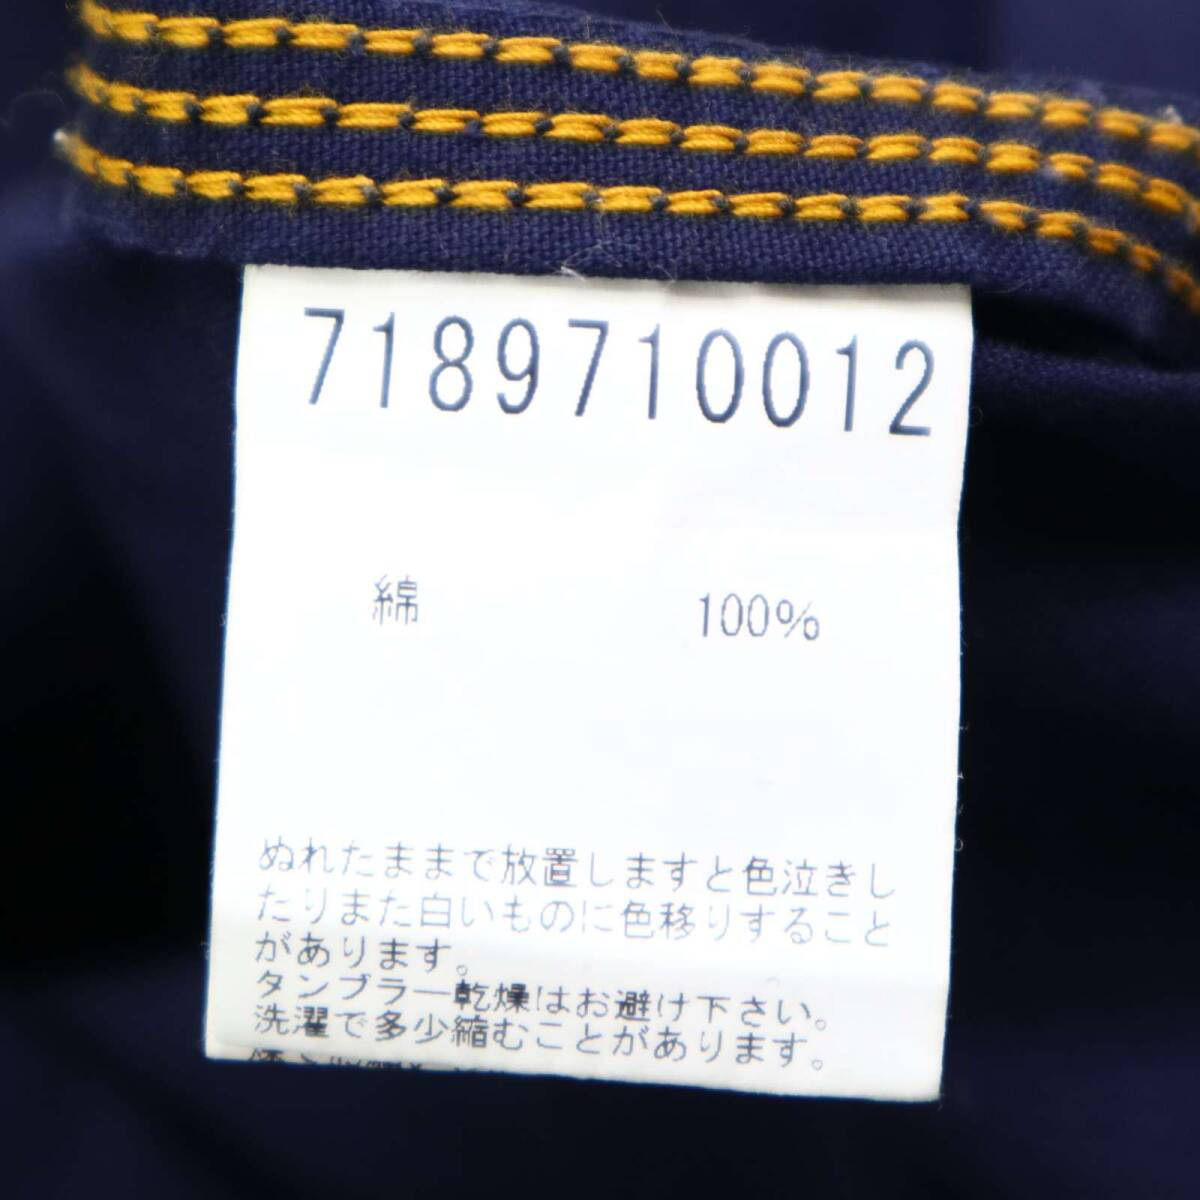 7189710012
綿 100%
ぬれたままで放置しますと色泣きし
たりまた白いものに色移りすること
があります。
タンブラー乾燥はお避け下さい。
洗濯で多少縮むことがあります。